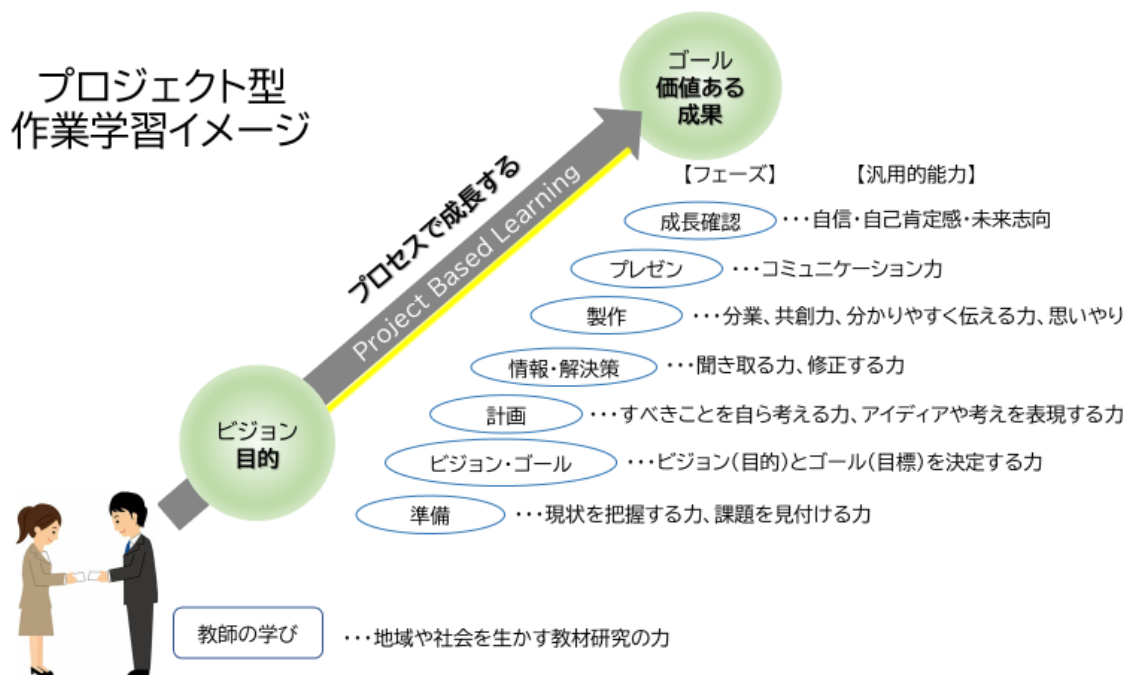 プロジェクト型
作業学習イメージ
ゴール
価値ある
成果
プロセスで成長する
Project Based Learning
ビジョン
目的
【フェーズ】 【汎用的能力】
成長確認 ･･･自信・自己肯定感・未来志向
プレゼン ･･･コミュニケーション力
製作 ･･･分業、共創力、分かりやすく伝える力、思いやり
情報・解決策 ･･･聞き取る力、修正する力
計画 ･･･すべきことを自ら考える力、アイディアや考えを表現する力
ビジョン・ゴール ･･･ビジョン(目的)とゴール(目標)を決定する力
準備 ･･･現状を把握する力、課題を見付ける力
教師の学び ･･･地域や社会を生かす教材研究の力